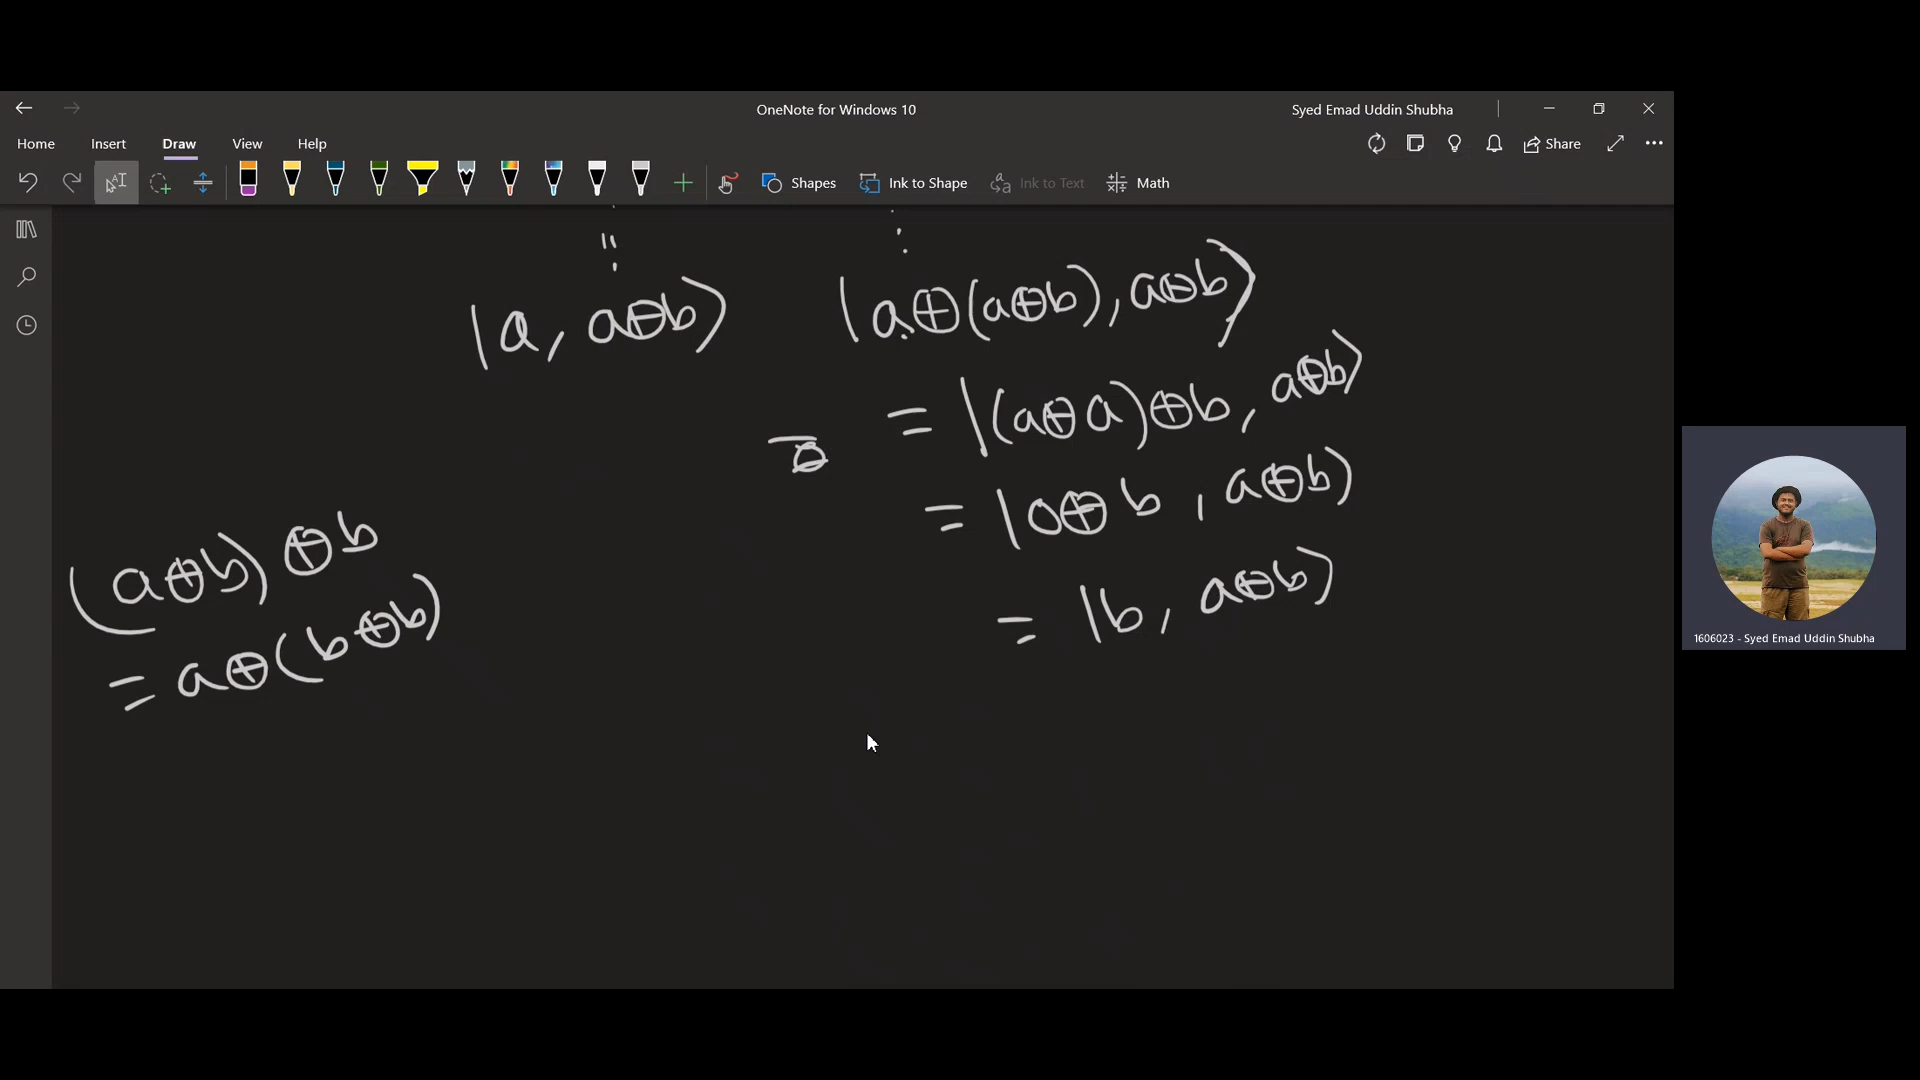 OneNote for Windows 10
Syed Emad Uddin Shubha
Home Insert Draw View Help
Share
Shapes Ink to Shape Ink to Text Math
|a, a⊕b⟩
|a⊕(a⊕b), a⊕b⟩
= |(a⊕a)⊕b, a⊕b⟩
= |0⊕b, a⊕b⟩
= |b, a⊕b⟩
(a⊕b)⊕b
= a⊕(b⊕b)
1606023 - Syed Emad Uddin Shubha